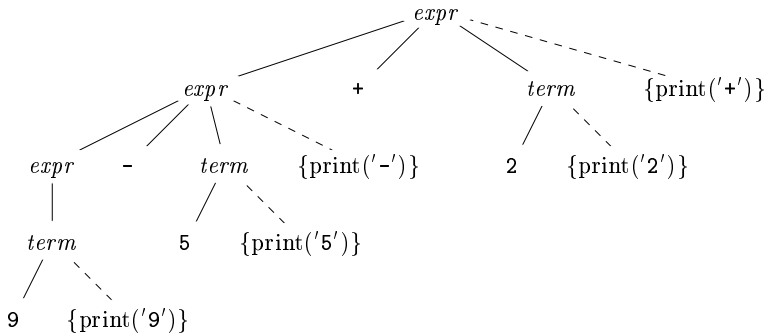 expr
expr + term {print('+')}
expr - term {print('-')} 2 {print('2')}
term 5 {print('5')}
9 {print('9')}